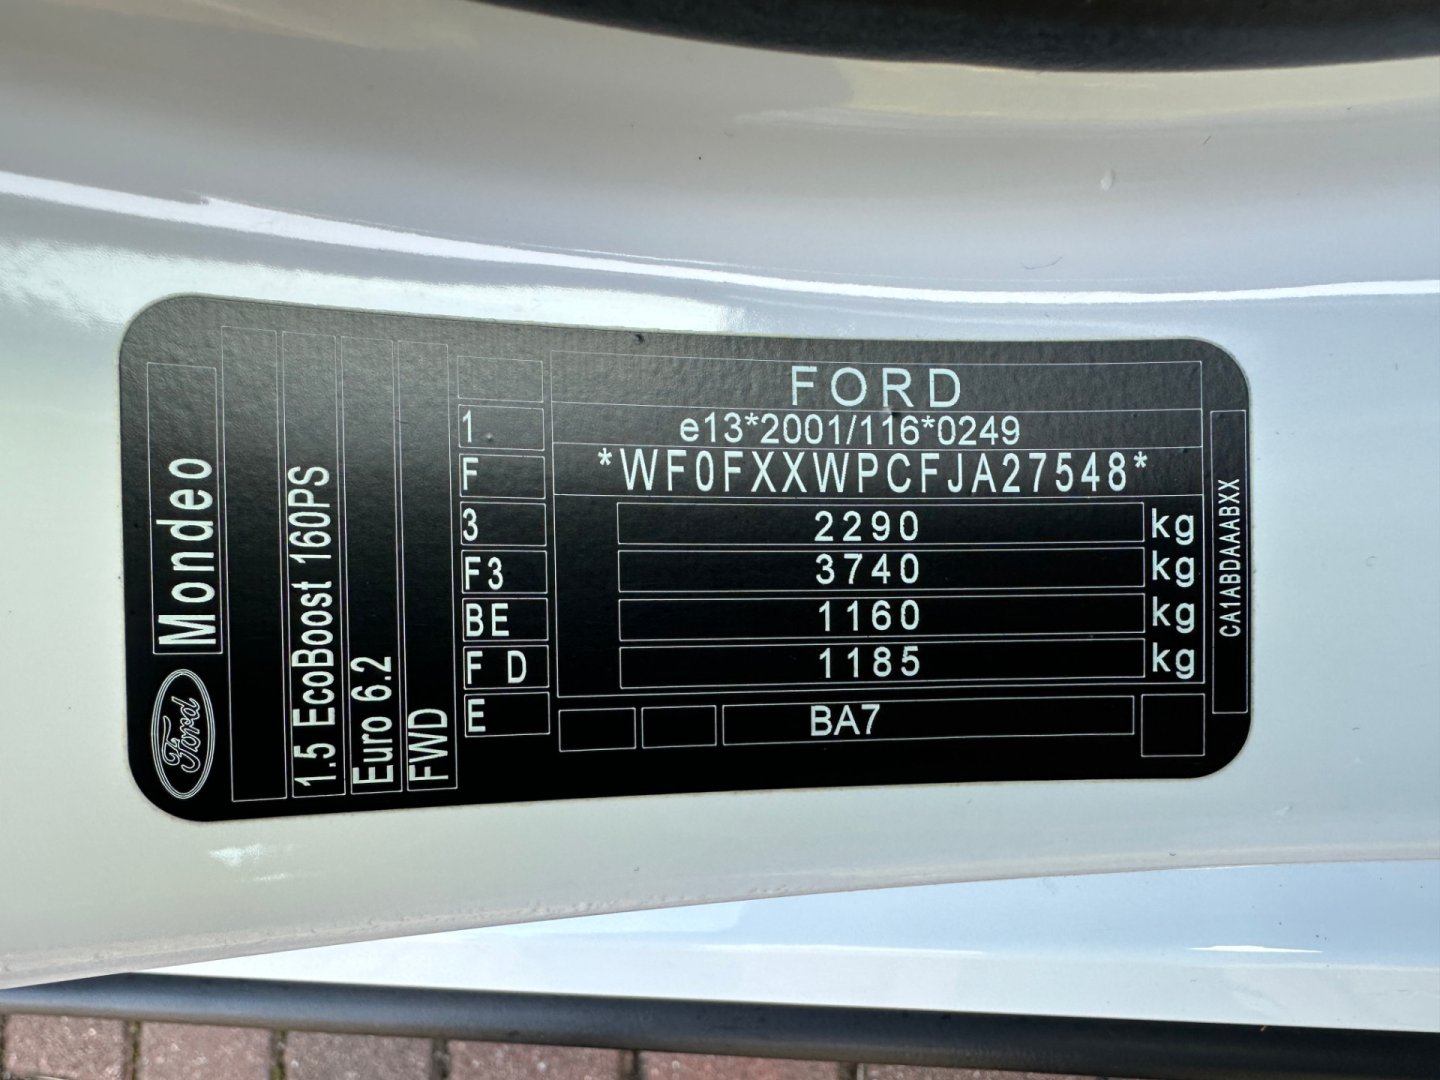 FORD
1 e13*2001/116*0249
F *WF0FXXWPCFJA27548*
3 2290 kg
F3 3740 kg
BE 1160 kg
F D 1185 kg
E BA7
CA1ABDAAABXX
Ford Mondeo
1.5 EcoBoost 160PS
Euro 6.2
FWD